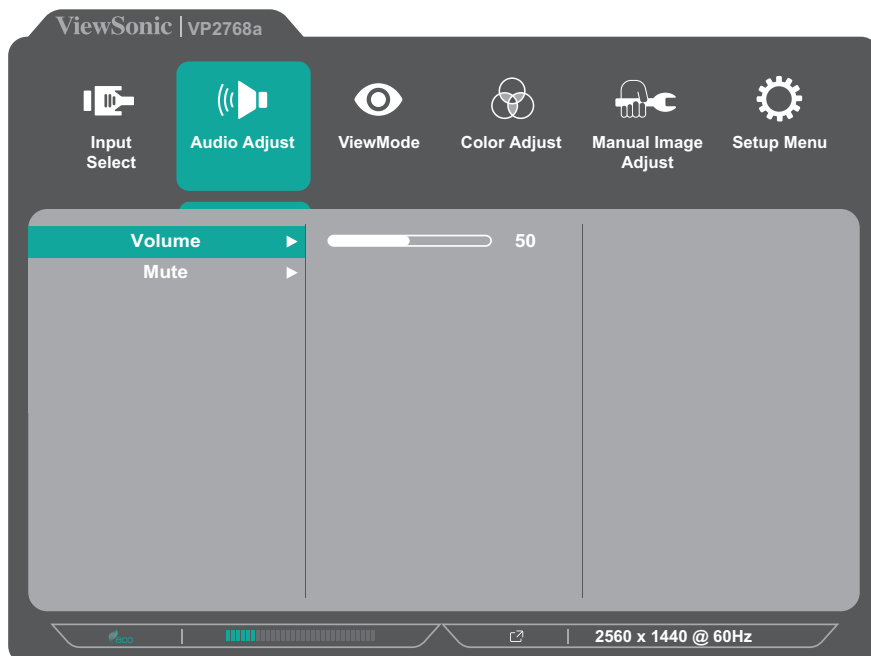 ViewSonic | VP2768a
Input
Select
Audio Adjust
ViewMode
Color Adjust
Manual Image
Adjust
Setup Menu
Volume
50
Mute
eco
2560 x 1440 @ 60Hz